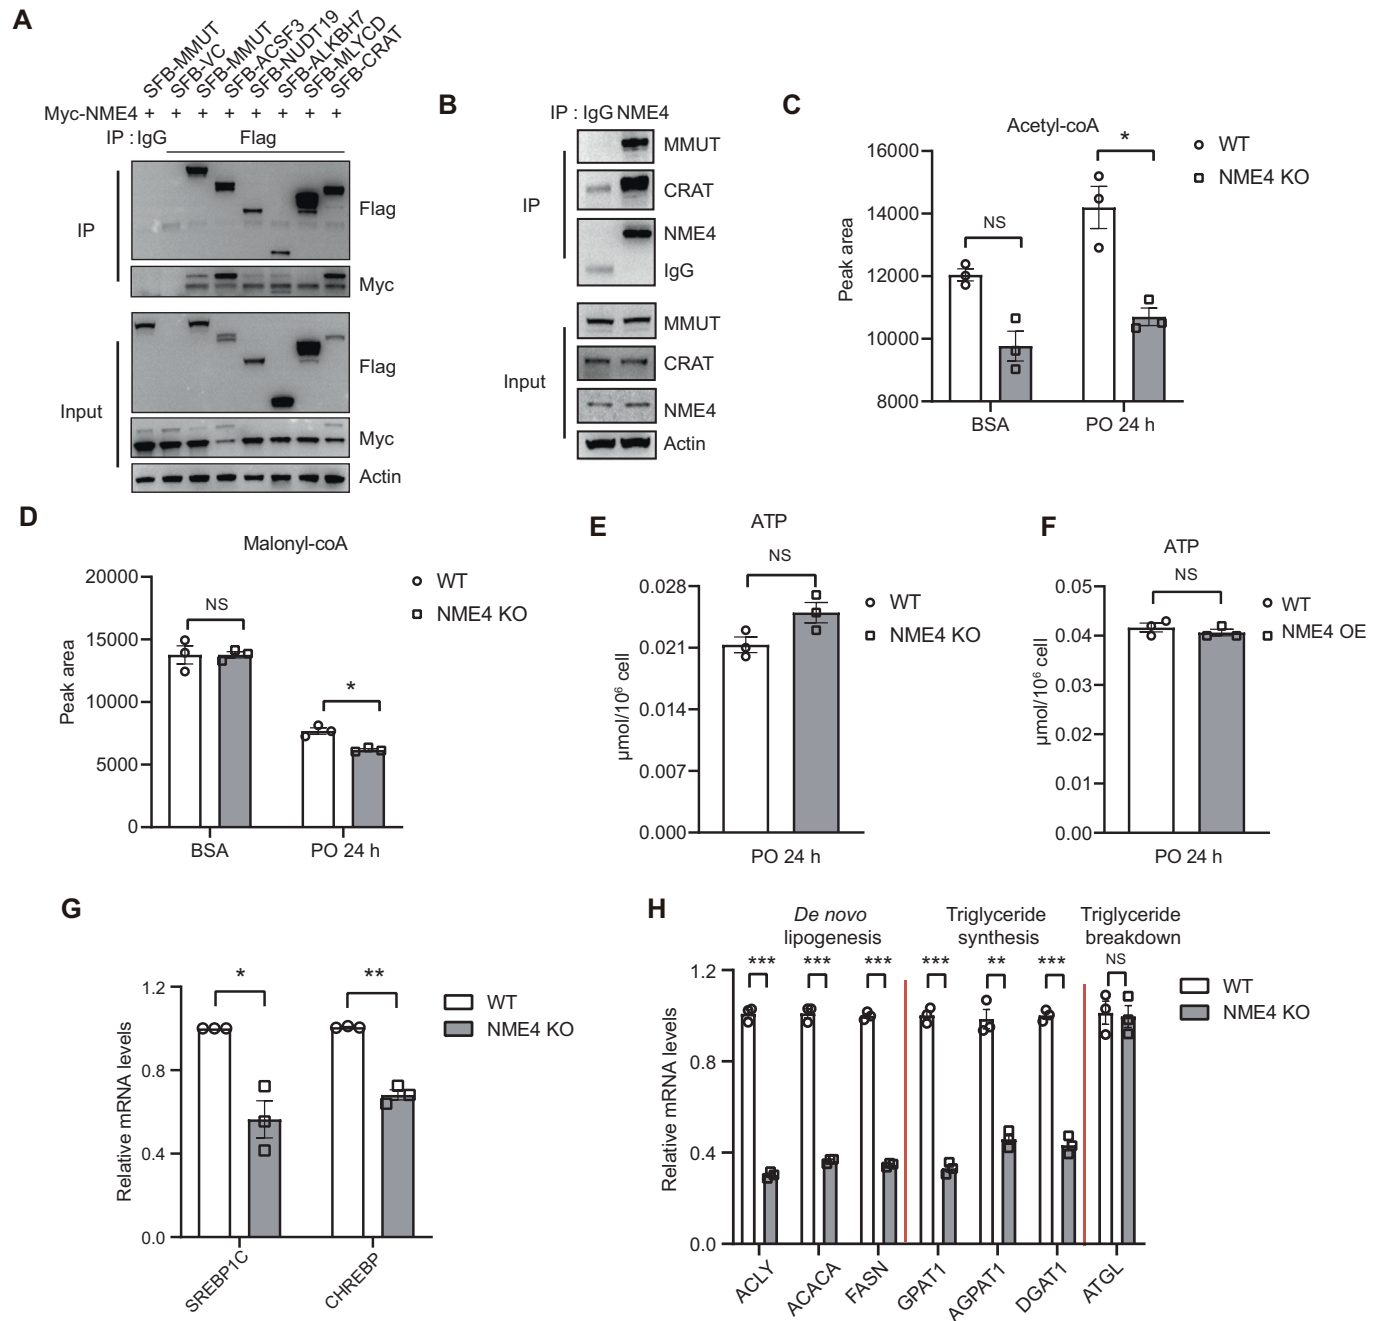 A
SFB-MMUT
SFB-VC
SFB-MMUT
SFB-ACSF3
SFB-NUDT19
SFB-ALKBH7
SFB-MLYCD
SFB-CRAT
Myc-NME4 + + + + + + + +
IP : IgG Flag
IP
Flag
Myc
Input
Flag
Myc
Actin
B
IP : IgG NME4
IP
MMUT
CRAT
NME4
IgG
Input
MMUT
CRAT
NME4
Actin
C
Acetyl-coA
Peak area
16000
14000
12000
10000
8000
NS
*
BSA PO 24 h
WT
NME4 KO
D
Malonyl-coA
Peak area
20000
15000
10000
5000
0
NS
*
BSA PO 24 h
WT
NME4 KO
E
ATP
NS
μmol/10⁶ cell
0.028
0.021
0.014
0.007
0.000
PO 24 h
WT
NME4 KO
F
ATP
NS
μmol/10⁶ cell
0.05
0.04
0.03
0.02
0.01
0.00
PO 24 h
WT
NME4 OE
G
Relative mRNA levels
1.2
0.8
0.4
0.0
* **
SREBP1C
CHREBP
WT
NME4 KO
H
De novo
lipogenesis
Triglyceride
synthesis
Triglyceride
breakdown
*** *** *** *** ** *** NS
Relative mRNA levels
1.2
0.8
0.4
0.0
ACLY
ACACA
FASN
GPAT1
AGPAT1
DGAT1
ATGL
WT
NME4 KO